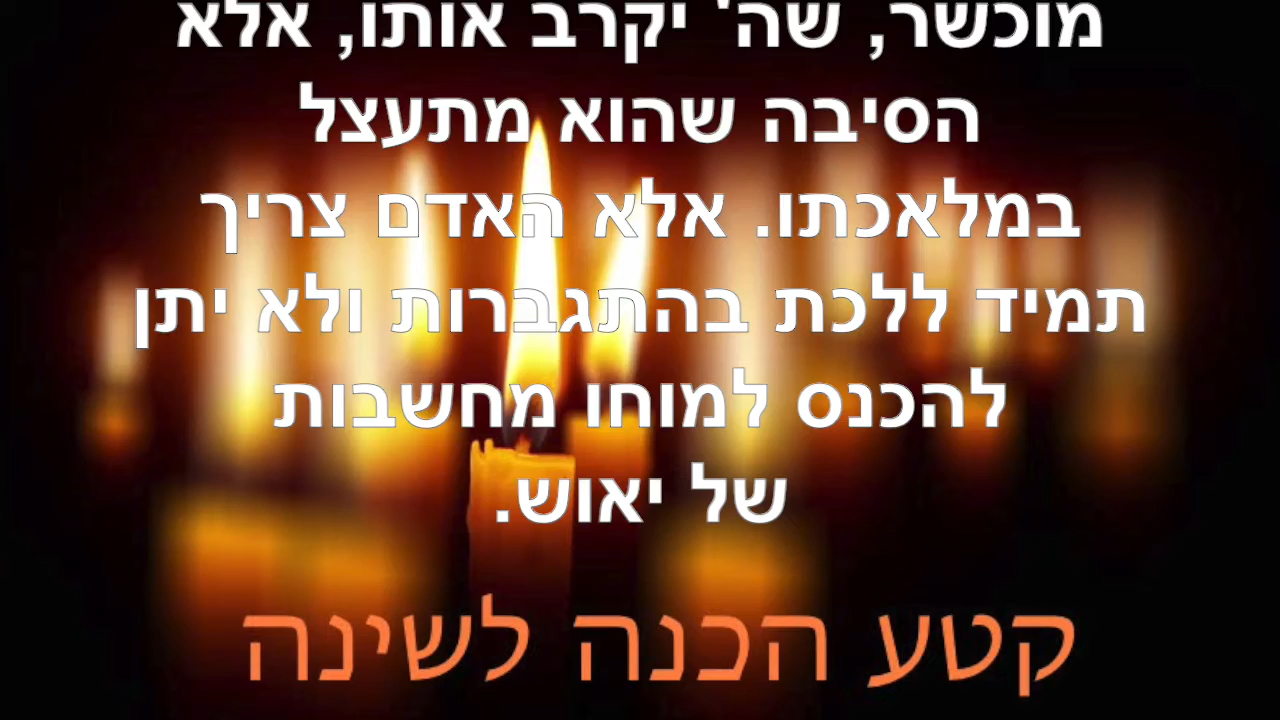 מוכשר, שה' יקרב אותו, אלא
הסיבה שהוא מתעצל
במלאכתו. אלא האדם צריך
תמיד ללכת בהתגברות ולא יתן
להכנס למוחו מחשבות
של יאוש.
קטע הכנה לשינה